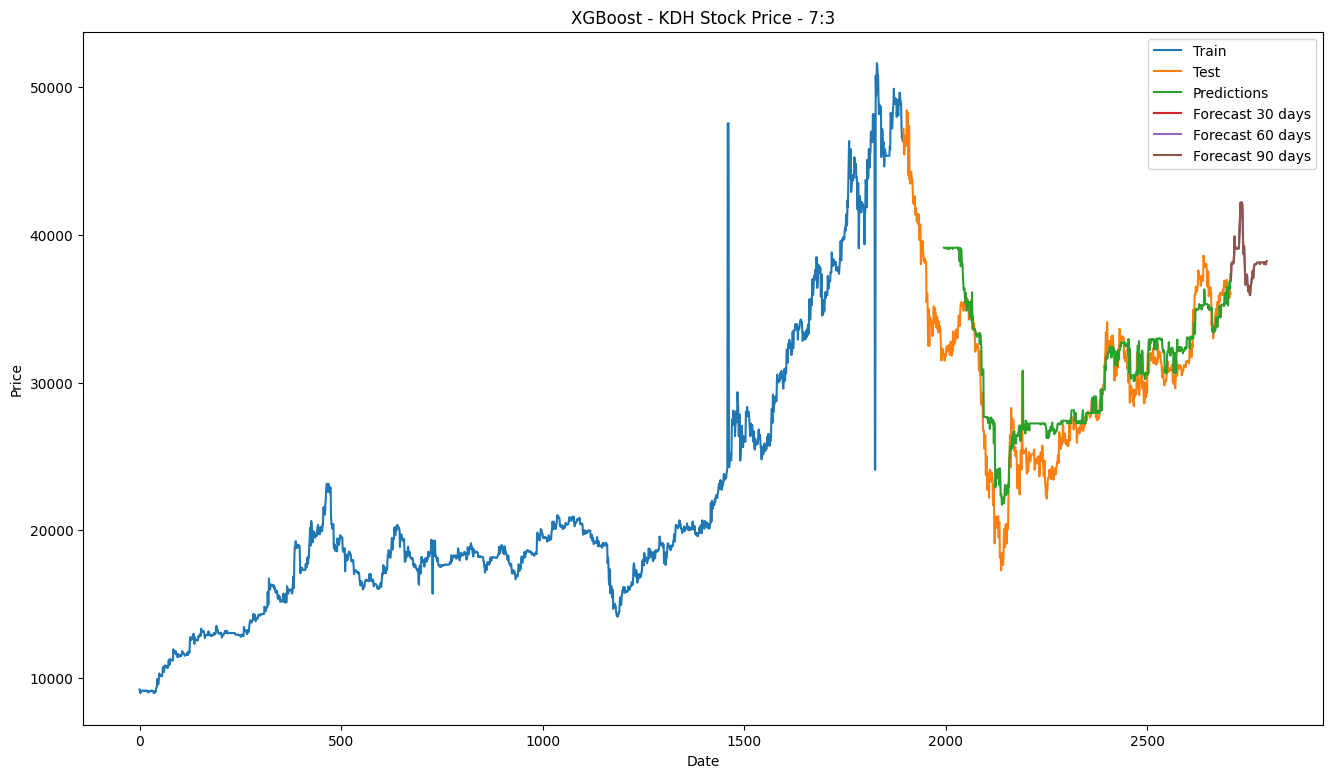 XGBoost - KDH Stock Price - 7:3
Train
Test
Predictions
Forecast 30 days
Forecast 60 days
Forecast 90 days
50000
40000
30000
20000
10000
Price
0
500
1000
1500
2000
2500
Date